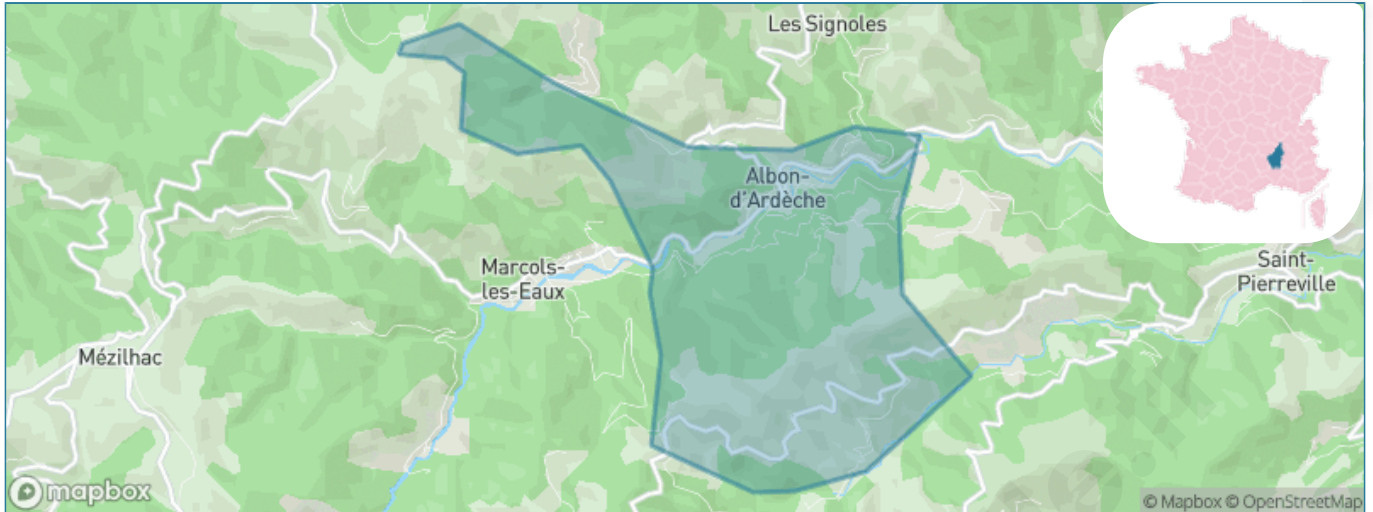 Les Signoles
Albon-
d'Ardèche
Marcols-
les-Eaux
Saint-
Pierreville
Mézilhac
mapbox
© Mapbox © OpenStreetMap